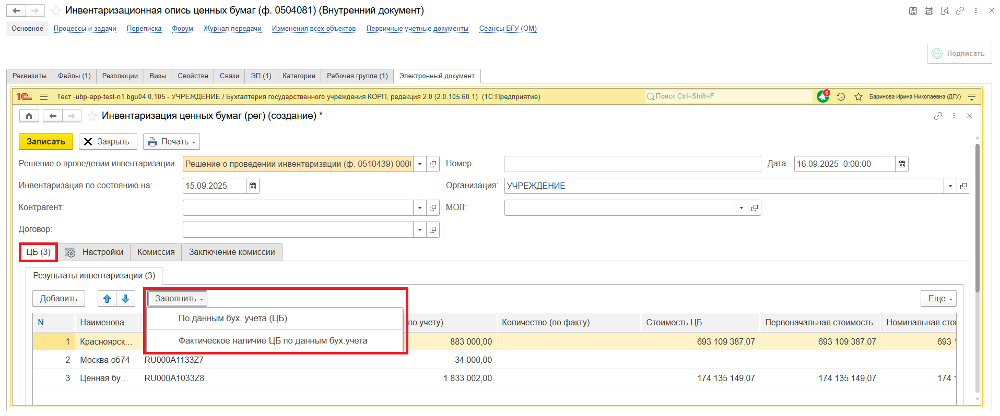 Инвентаризационная опись ценных бумаг (ф. 0504081) (Внутренний документ)
Основное Процессы и задачи Переписка Форум Журнал передачи Изменения всех объектов Первичные учетные документы Сеансы БГУ (ОМ)
Подписать
Реквизиты Файлы (1) Резолюции Визы Свойства Связи ЭП (1) Категории Рабочая группа (1) Электронный документ
1С Тест -ubp-app-test-n1 bgu04 0,105 - УЧРЕЖДЕНИЕ / Бухгалтерия государственного учреждения КОРП, редакция 2.0 (2.0.105.60.1) (1С:Предприятие) Поиск Ctrl+Shift+F 1 Баринова Ирина Николаевна (ДГУ)
Инвентаризация ценных бумаг (рег) (создание) *
Записать Закрыть Печать
Решение о проведении инвентаризации: Решение о проведении инвентаризации (ф. 0510439) 000 Номер: Дата: 16.09.2025 0:00:00
Инвентаризация по состоянию на: 15.09.2025 Организация: УЧРЕЖДЕНИЕ
Контрагент: МОЛ:
Договор:
ЦБ (3) Настройки Комиссия Заключение комиссии
Результаты инвентаризации (3)
Добавить Заполнить Еще
По данным бух. учета (ЦБ)
Фактическое наличие ЦБ по данным бух.учета
N Наименова... по учету) Количество (по факту) Стоимость ЦБ Первоначальная стоимость Номинальная стои
1 Красноярск... 883 000,00 693 109 387,07 693 109 387,07 693 1
2 Москва об74 RU000A1133Z7 34 000,00
3 Ценная бу... RU000A1033Z8 1 833 002,00 174 135 149,07 174 135 149,07 174 1